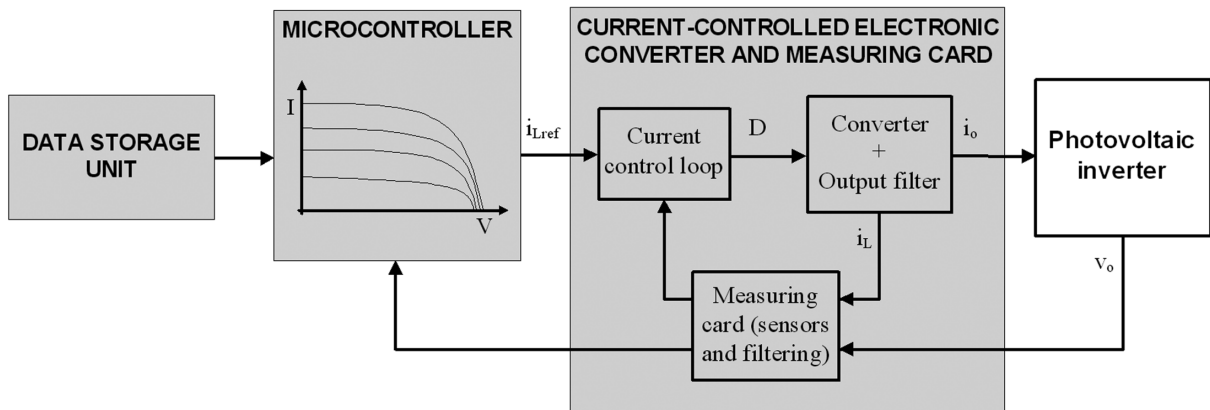 MICROCONTROLLER
I
V
DATA STORAGE
UNIT
iLref
CURRENT-CONTROLLED ELECTRONIC
CONVERTER AND MEASURING CARD
Current
control loop
D
Converter
+
Output filter
io
iL
Measuring
card (sensors
and filtering)
Photovoltaic
inverter
vo